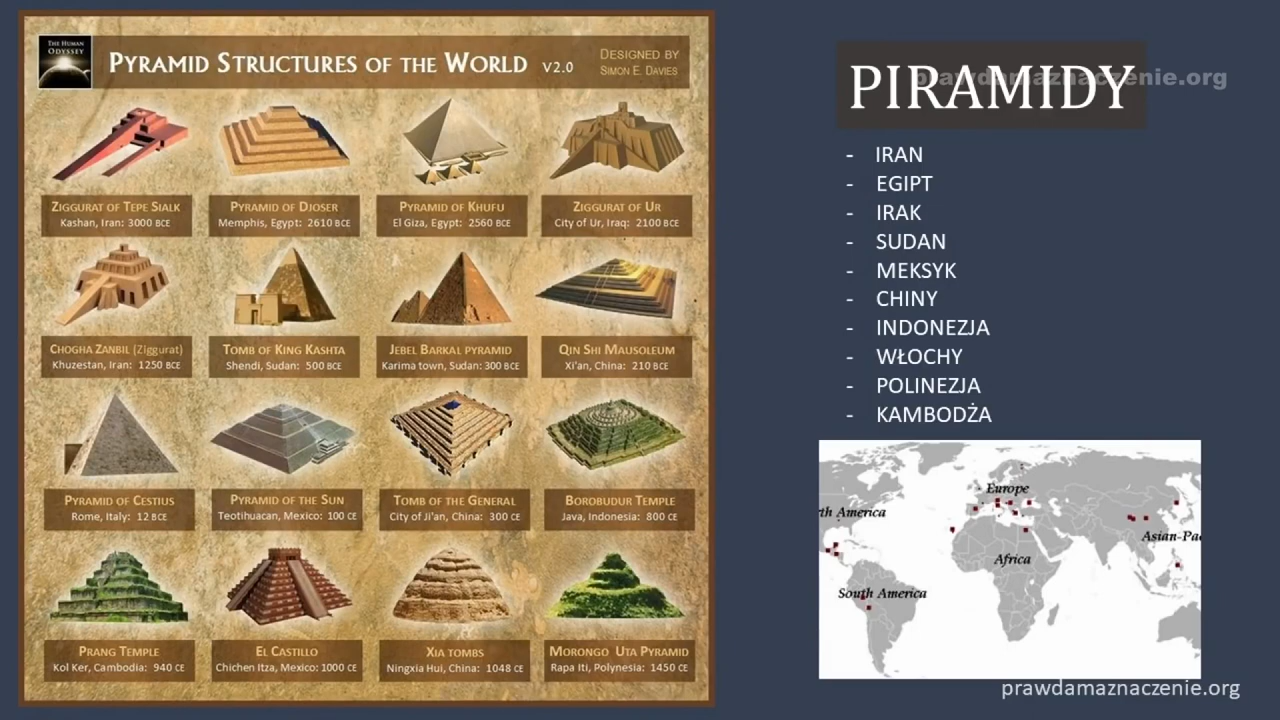 THE HUMAN
ODYSSEY
PYRAMID STRUCTURES OF THE WORLD V2.0
DESIGNED BY
SIMON E. DAVIES
ZIGGURAT OF TEPE SIALK
Kashan, Iran: 3000 BCE
PYRAMID OF DJOSER
Memphis, Egypt: 2610 BCE
PYRAMID OF KHUFU
El Giza, Egypt: 2560 BCE
ZIGGURAT OF UR
City of Ur, Iraq: 2100 BCE
CHOGHA ZANBIL (Ziggurat)
Khuzestan, Iran: 1250 BCE
TOMB OF KING KASHTA
Shendi, Sudan: 500 BCE
JEBEL BARKAL PYRAMID
Karima town, Sudan: 300 BCE
QIN SHI MAUSOLEUM
Xi'an, China: 210 BCE
PYRAMID OF CESTIUS
Rome, Italy: 12 BCE
PYRAMID OF THE SUN
Teotihuacan, Mexico: 100 CE
TOMB OF THE GENERAL
City of Ji'an, China: 300 CE
BOROBUDUR TEMPLE
Java, Indonesia: 800 CE
PRANG TEMPLE
Kol Ker, Cambodia: 940 CE
EL CASTILLO
Chichen Itza, Mexico: 1000 CE
XIA TOMBS
Ningxia Hui, China: 1048 CE
MORONGO UTA PYRAMID
Rapa Iti, Polynesia: 1450 CE
prawdamaznaczenie.org
PIRAMIDY
- IRAN
- EGIPT
- IRAK
- SUDAN
- MEKSYK
- CHINY
- INDONEZJA
- WŁOCHY
- POLINEZJA
- KAMBODŻA
Europe
rth America
Asian-Pac
Africa
South America
prawdamaznaczenie.org